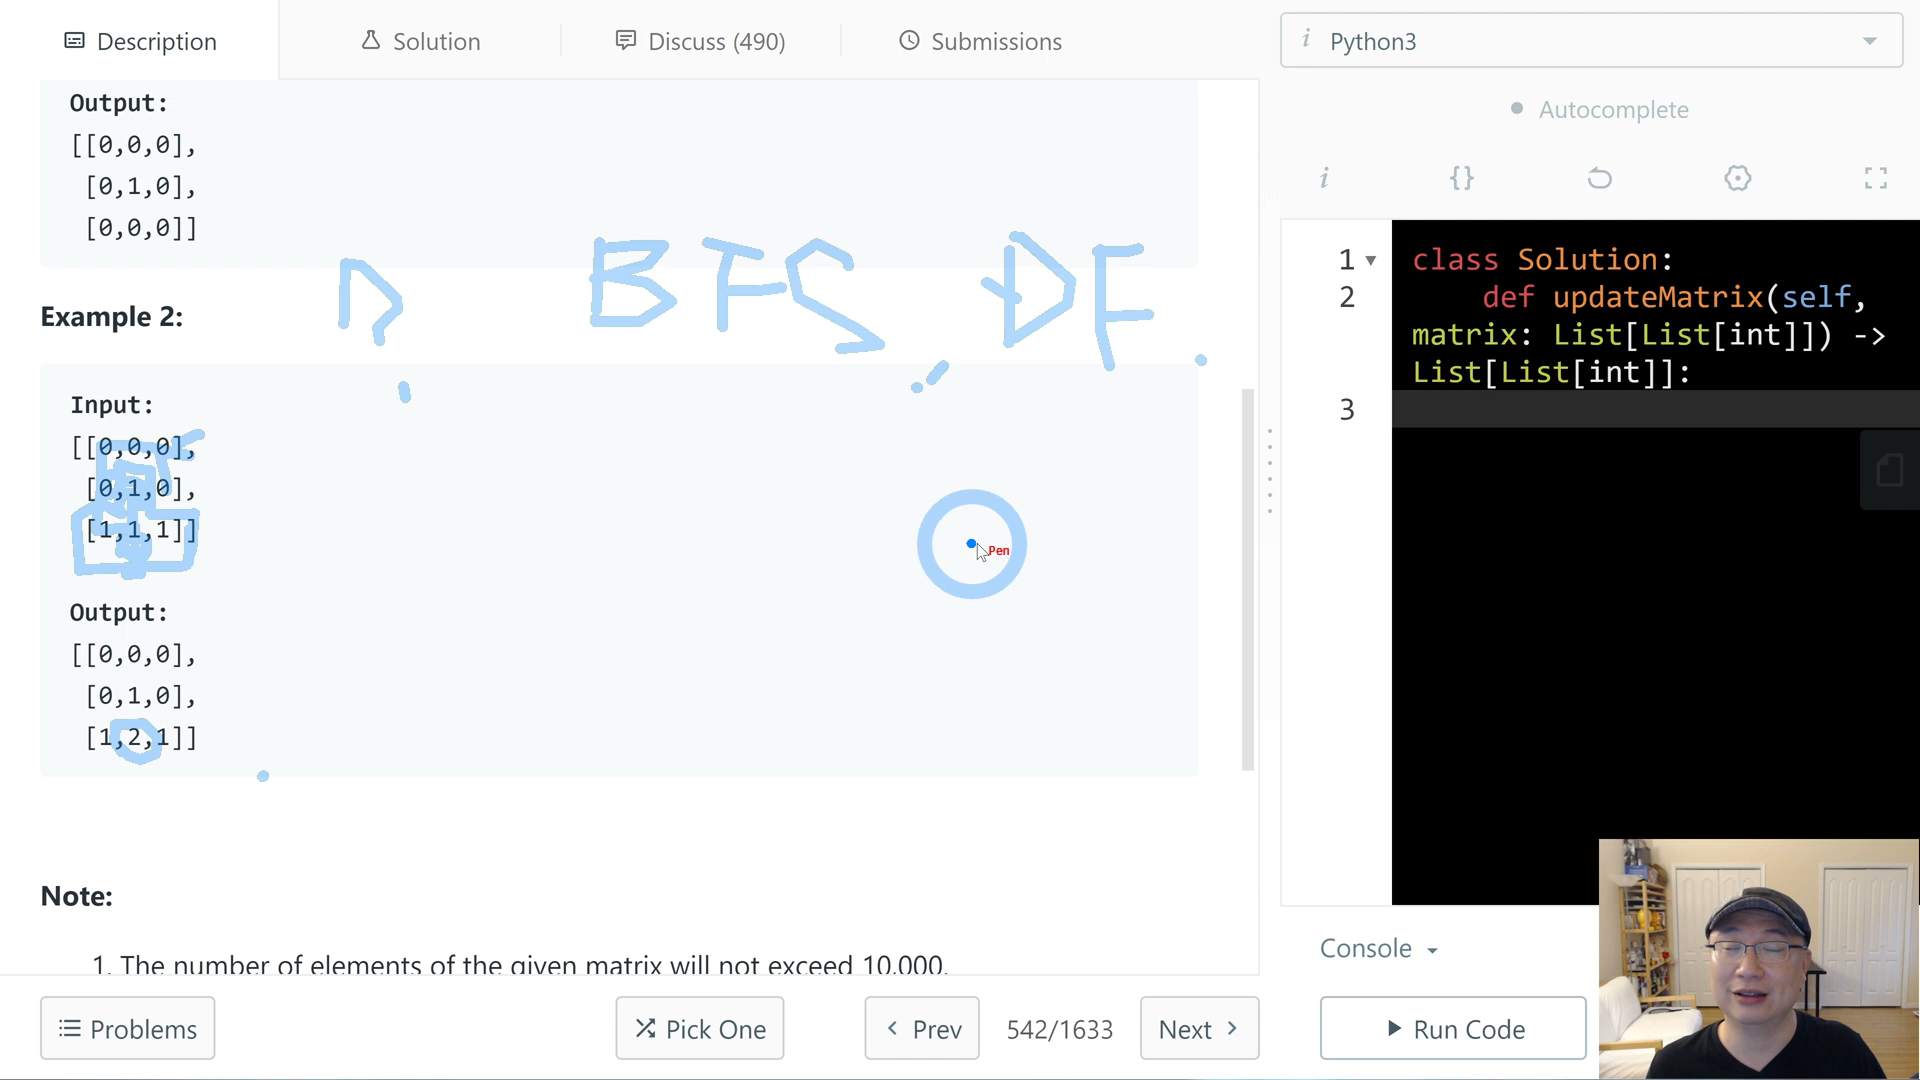 Description
Solution
Discuss (490)
Submissions
i Python3
Autocomplete
i {}
Output:
[[0,0,0],
[0,1,0],
[0,0,0]]
BFS, DF
Example 2:
Input:
[[0,0,0],
[0,1,0],
[1,1,1]]
Output:
[[0,0,0],
[0,1,0],
[1,2,1]]
Pen
Note:
1. The number of elements of the given matrix will not exceed 10,000.
1 class Solution:
2 def updateMatrix(self,
matrix: List[List[int]]) ->
List[List[int]]:
3
Console
Problems
Pick One
Prev
542/1633
Next
Run Code